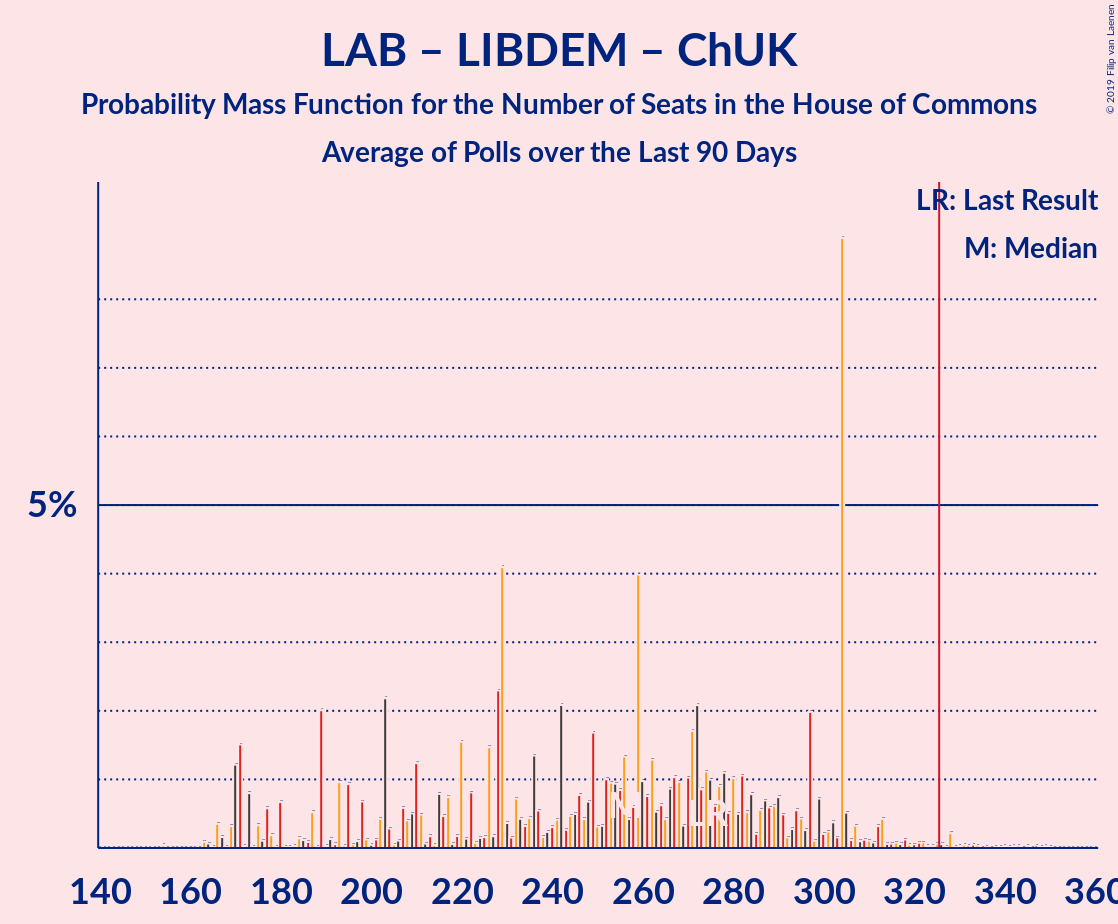 LAB – LIBDEM – ChUK
Probability Mass Function for the Number of Seats in the House of Commons
Average of Polls over the Last 90 Days
© 2019 Filip van Laenen
LR: Last Result
M: Median
5%
M
LR
140 160 180 200 220 240 260 280 300 320 340 360